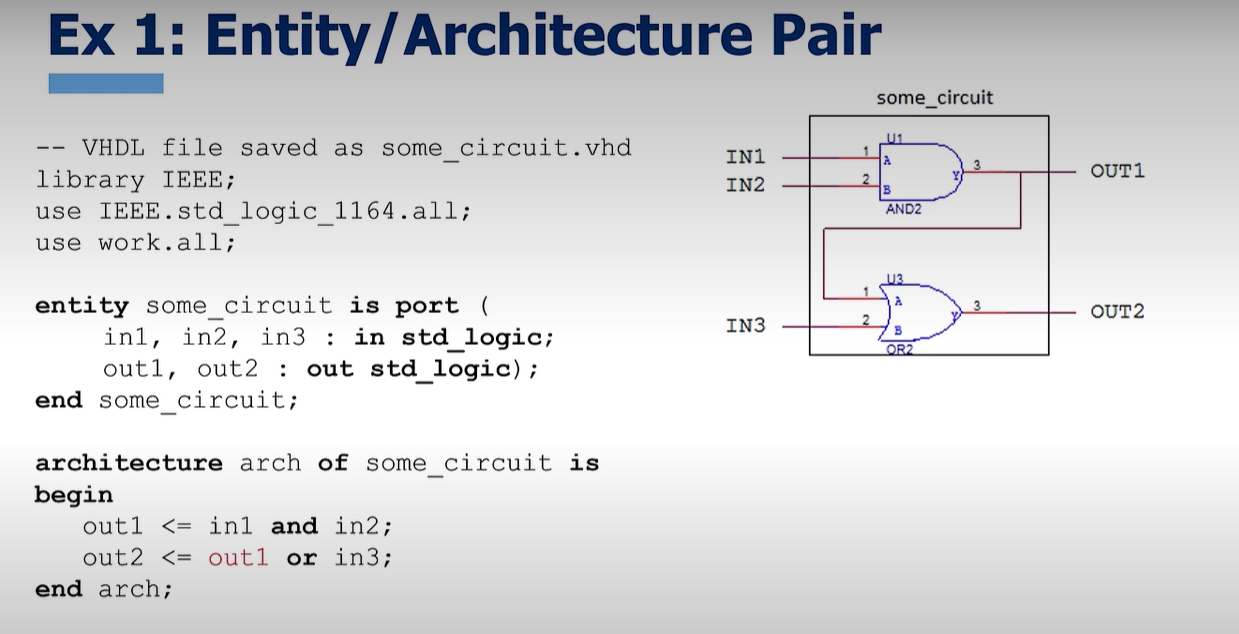 Ex 1: Entity/Architecture Pair
-- VHDL file saved as some_circuit.vhd
library IEEE;
use IEEE.std_logic_1164.all;
use work.all;
entity some_circuit is port (
in1, in2, in3 : in std_logic;
out1, out2 : out std_logic);
end some_circuit;
architecture arch of some_circuit is
begin
out1 <= in1 and in2;
out2 <= out1 or in3;
end arch;
some_circuit
U1
IN1 1 A
3 OUT1
Y
IN2 2 B
AND2
U3
1 A
3 OUT2
Y
IN3 2 B
OR2